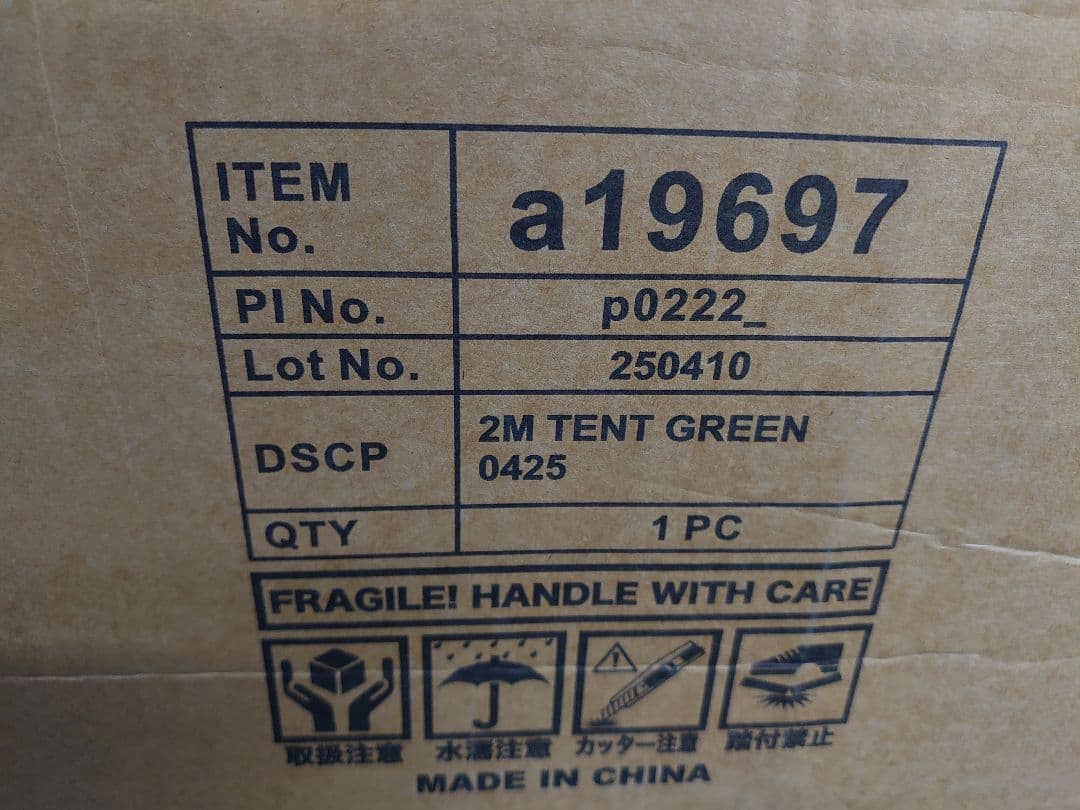 ITEM No. a19697
PI No. p0222_
Lot No. 250410
DSCP 2M TENT GREEN
0425
QTY 1 PC
FRAGILE! HANDLE WITH CARE
取扱注意 水濡注意 カッター注意 踏付禁止
MADE IN CHINA